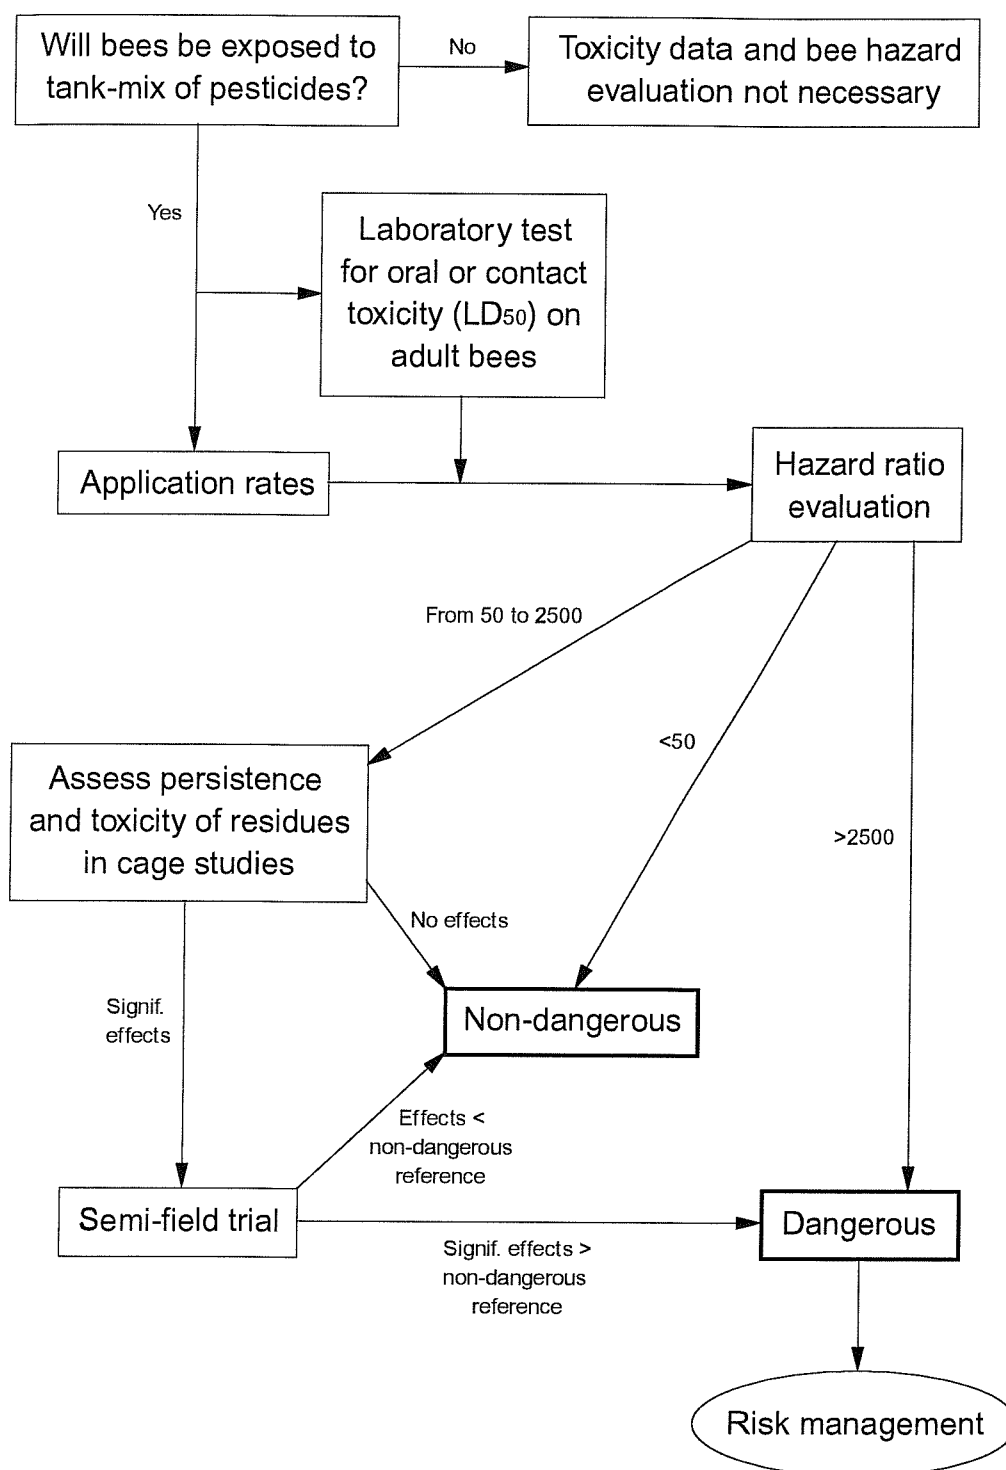 Will bees be exposed to
tank-mix of pesticides?
No
Toxicity data and bee hazard
evaluation not necessary
Yes
Laboratory test
for oral or contact
toxicity (LD50) on
adult bees
Application rates
Hazard ratio
evaluation
From 50 to 2500
<50
>2500
Assess persistence
and toxicity of residues
in cage studies
No effects
Signif.
effects
Non-dangerous
Effects <
non-dangerous
reference
Semi-field trial
Signif. effects >
non-dangerous
reference
Dangerous
Risk management